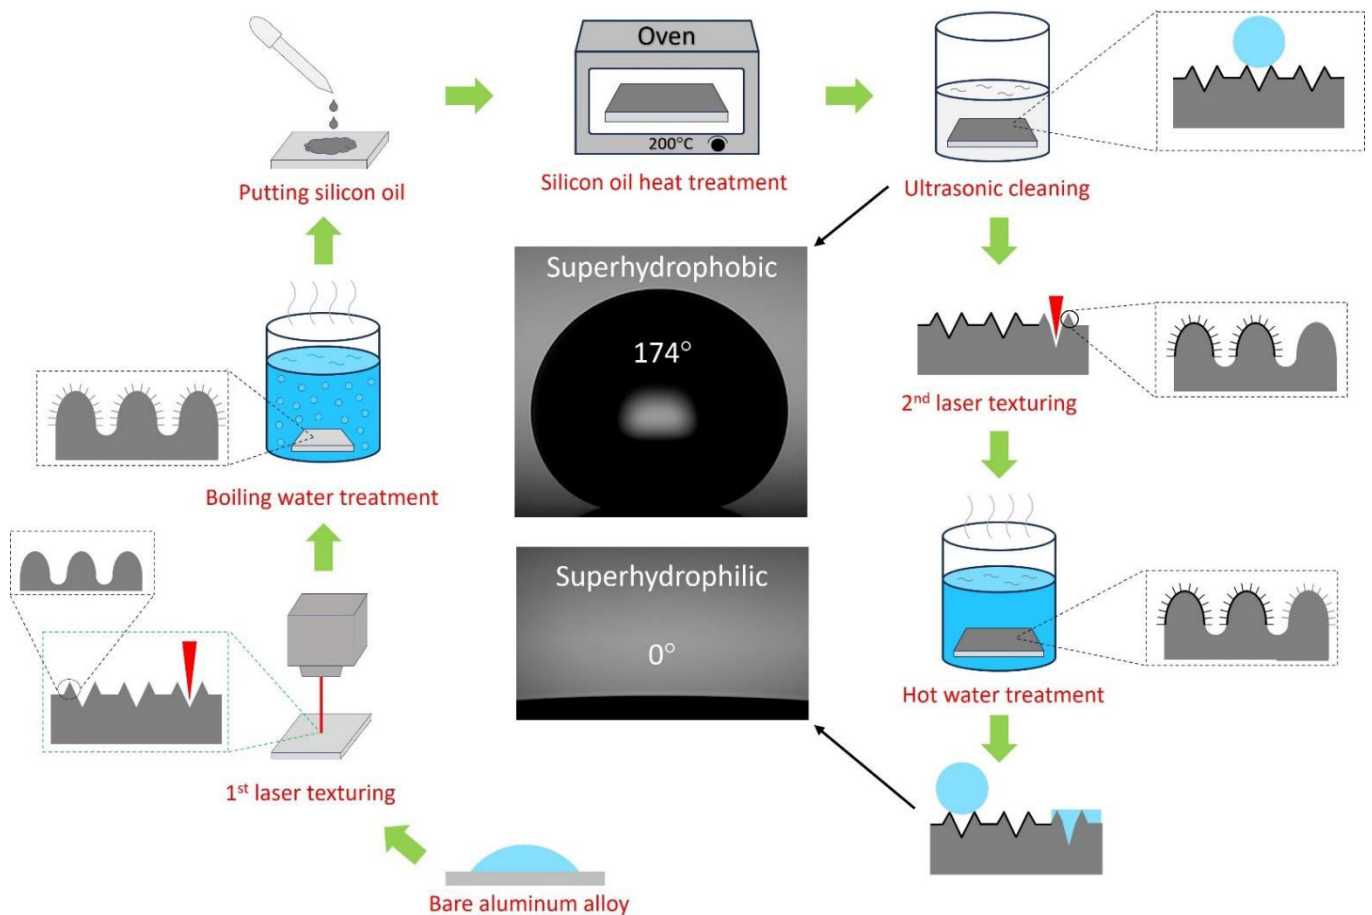 Oven
200°C
Putting silicon oil
Silicon oil heat treatment
Ultrasonic cleaning
Superhydrophobic
174°
2nd laser texturing
Boiling water treatment
Superhydrophilic
0°
Hot water treatment
1st laser texturing
Bare aluminum alloy